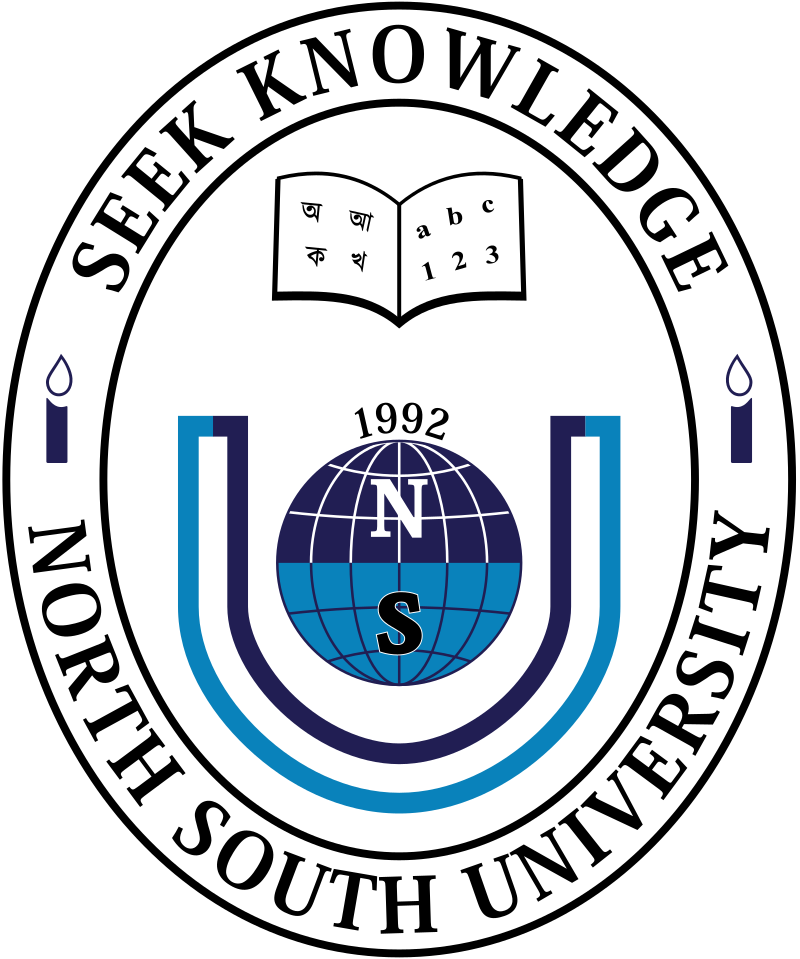 SEEK KNOWLEDGE
অ আ
ক খ
a b c
1 2 3
1992
N
S
NORTH SOUTH UNIVERSITY